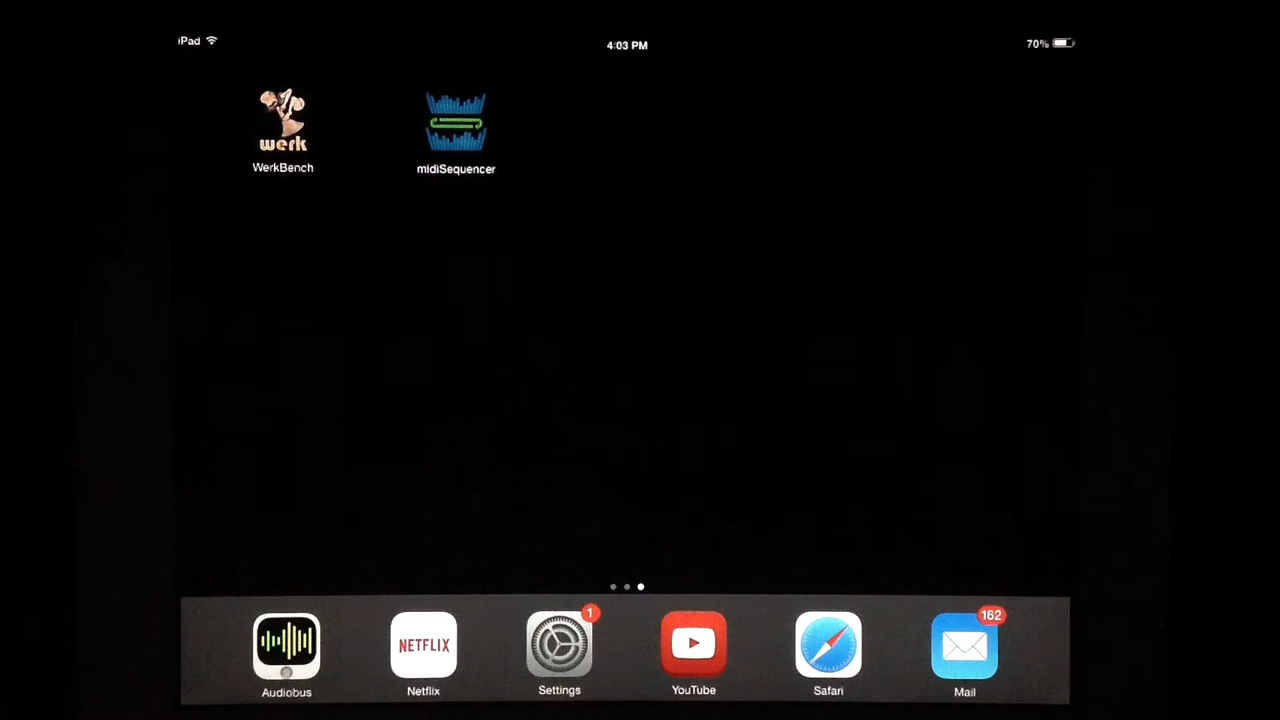 iPad
4:03 PM
70%
werk
WerkBench
midiSequencer
NETFLIX
1
162
Audiobus
Netflix
Settings
YouTube
Safari
Mail